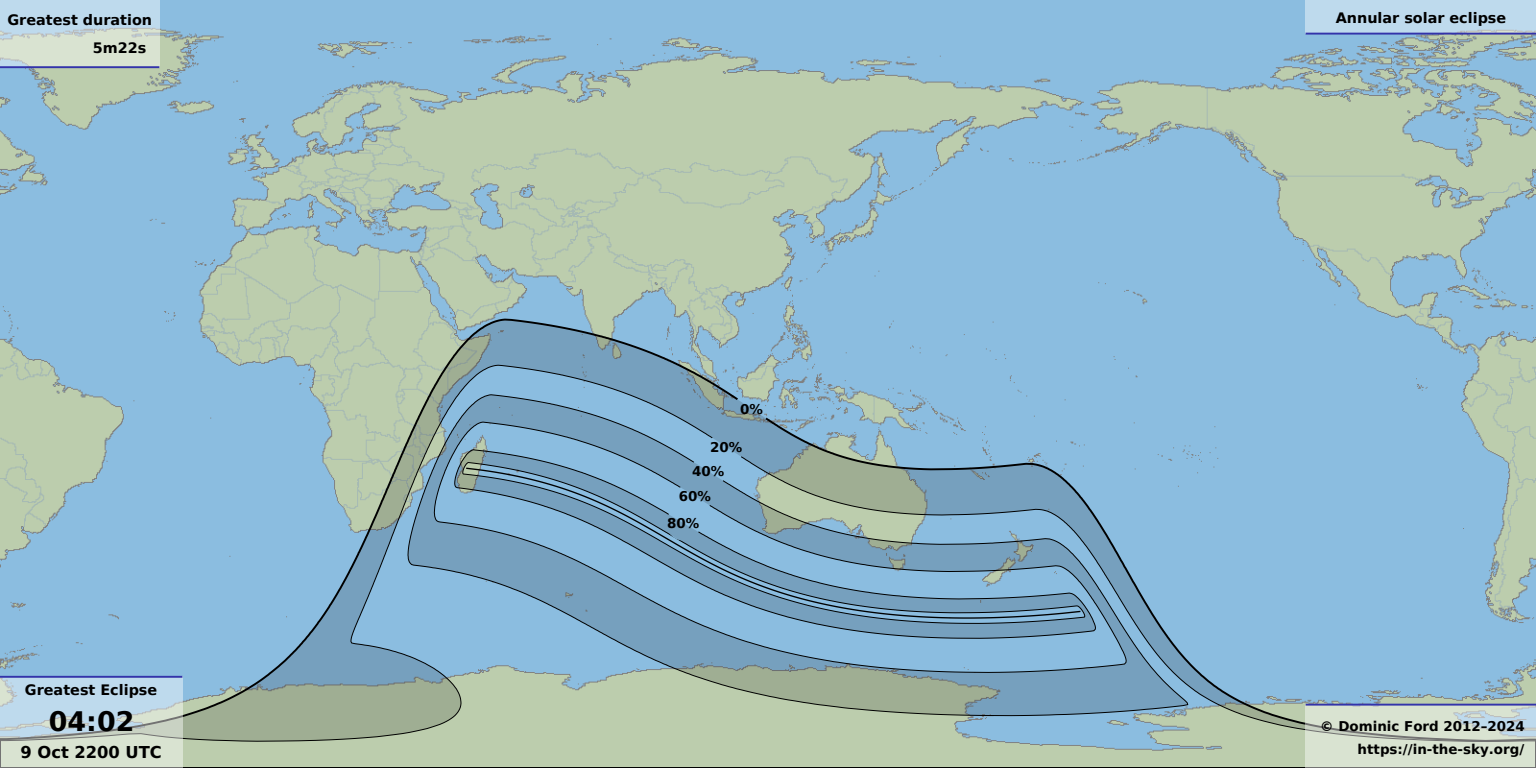 Greatest duration
5m22s
Annular solar eclipse
0%
20%
40%
60%
80%
Greatest Eclipse
04:02
9 Oct 2200 UTC
© Dominic Ford 2012–2024
https://in-the-sky.org/